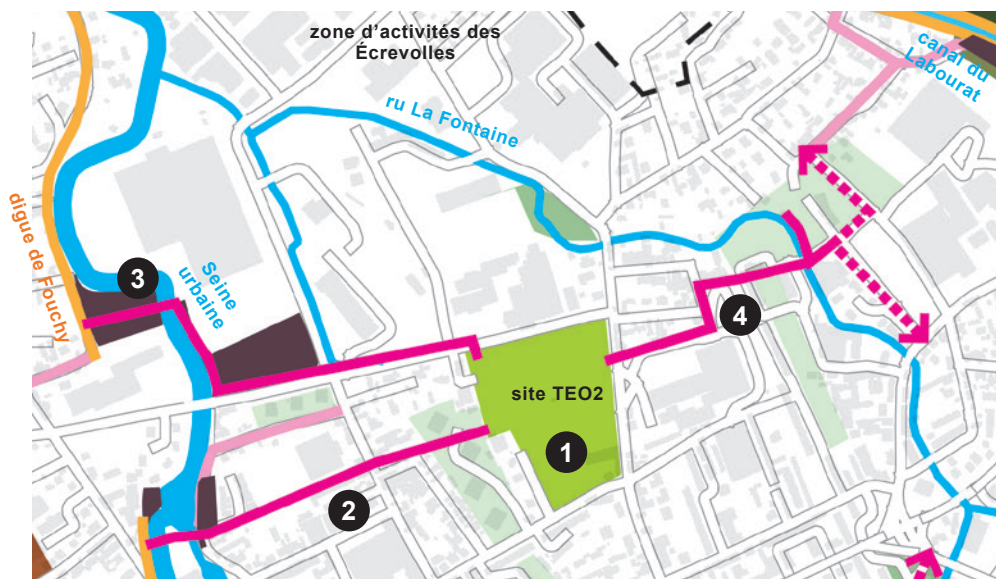 zone d'activités des
Écrevolles
canal du
Labourat
ru La Fontaine
digue de Fouchy
3
Seine
urbaine
4
site TEO2
1
2